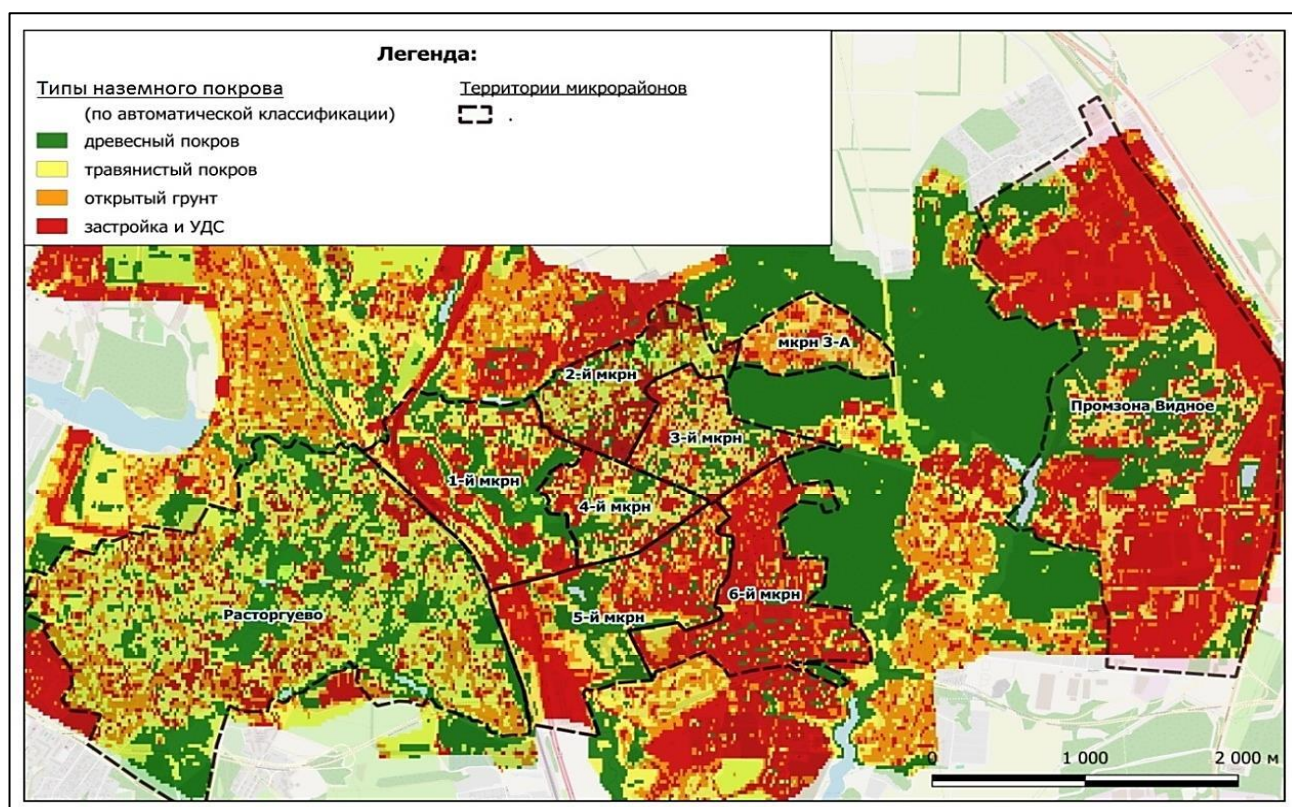 Легенда:
Типы наземного покрова
Территории микрорайонов
(по автоматической классификации)
.
древесный покров
травянистый покров
открытый грунт
застройка и УДС
мкрн 3-А
2-й мкрн
Промзона Видное
3-й мкрн
1-й мкрн
4-й мкрн
6-й мкрн
Расторгуево
5-й мкрн
0 1 000 2 000 м